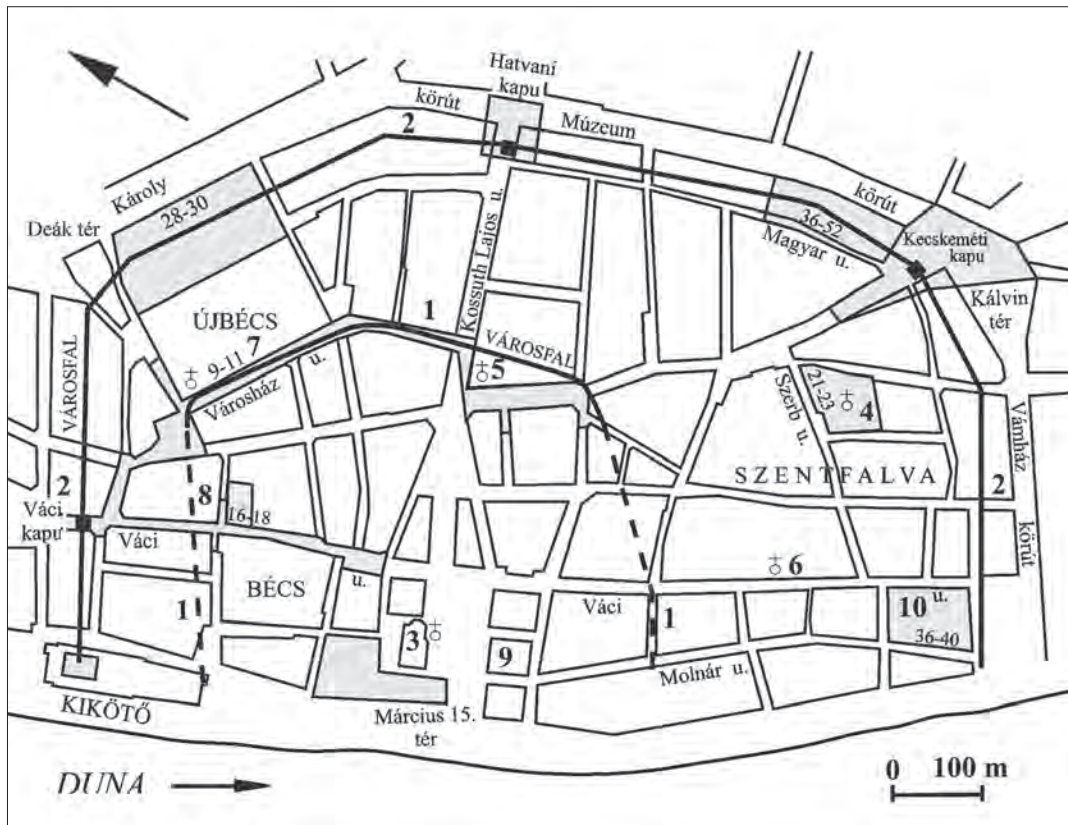 Hatvaní
kapu
körút
2
Múzeum
Károly
28-30
Deák tér
körút
36-52
Magyar u.
Kecskeméti
kapu
Kálvin
tér
Kossuth Lajos u.
1
VÁROSFAL
ÚJBÉCS
7
9-11
Városház u.
VÁROSFAL
5
Szerb u.
21-23
4
Vámház
körút
SZENTFALVA
2
2
Váci
kapu
8
16-18
Váci
u.
BÉCS
6
1
3
9
Váci
1
10
u.
36-40
Molnár u.
KIKÖTŐ
Március 15.
tér
DUNA
0 100 m